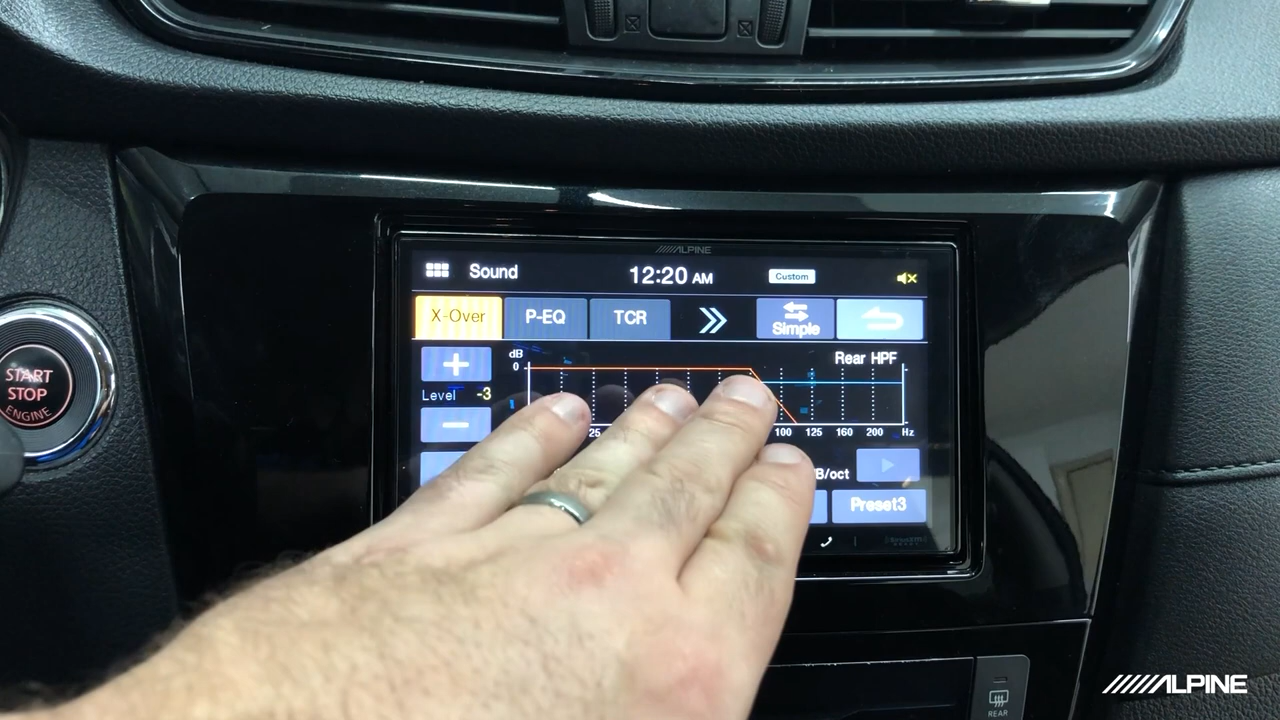 ALPINE
Sound
12:20 AM
Custom
X-Over
P-EQ
TCR
Simple
dB
0
Rear HPF
Level -3
25
100 125 160 200 Hz
B/oct
Preset3
START
STOP
ENGINE
REAR
ALPINE